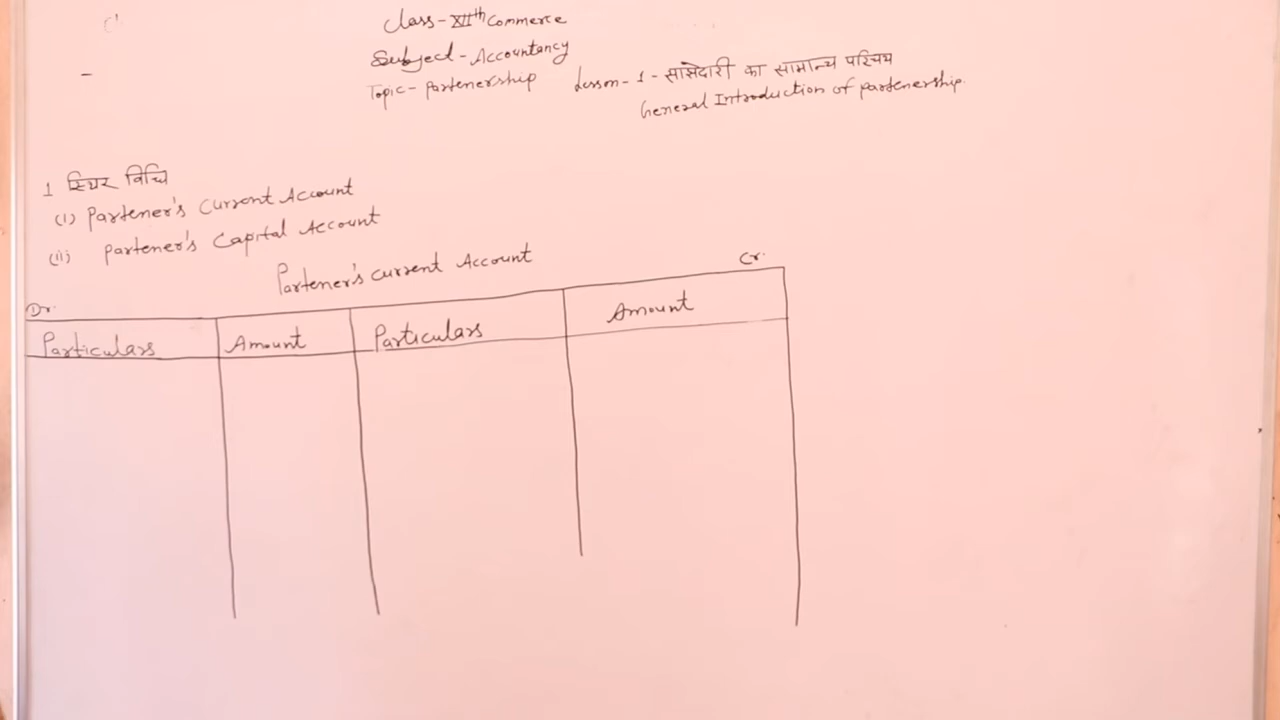 Class - XIIth Commerce
Subject - Accountancy
Topic - Partenership Lesson - 1 - साझेदारी का सामान्य परिचय
General Introduction of partenership.
1 स्थिर विधि
(i) Partener's Current Account
(ii) Partener's Capital Account
Partener's Current Account
Dr. Cr.
Particulars Amount Particulars Amount